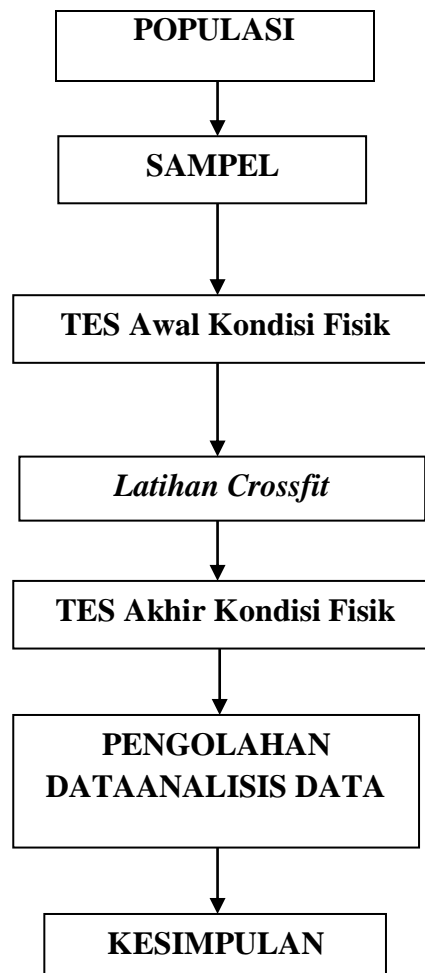 POPULASI
SAMPEL
TES Awal Kondisi Fisik
Latihan Crossfit
TES Akhir Kondisi Fisik
PENGOLAHAN
DATAANALISIS DATA
KESIMPULAN